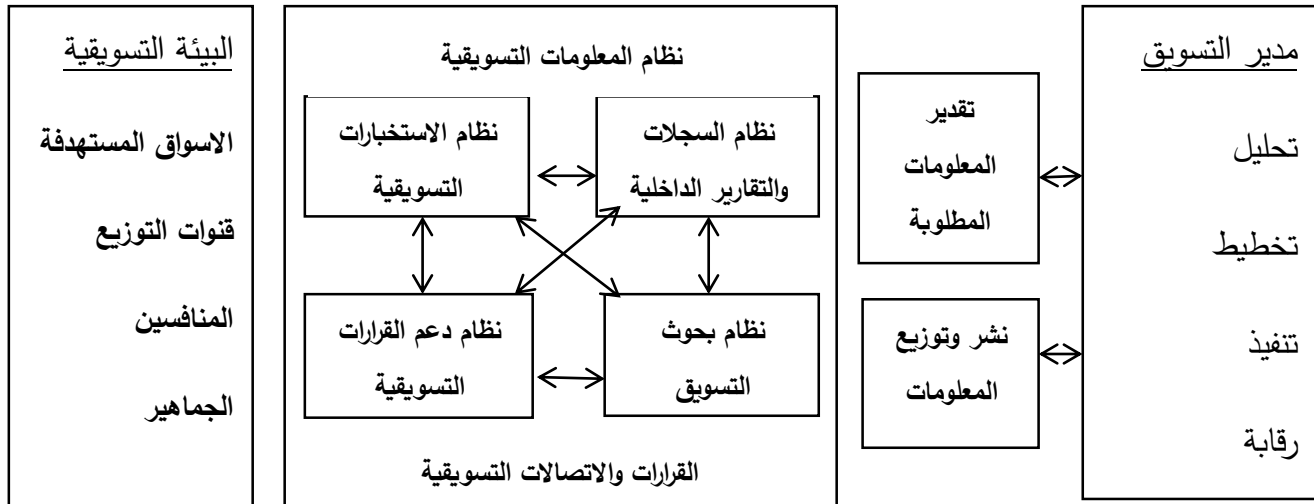 مدير التسويق
تحليل
تخطيط
تنفيذ
رقابة
تقدير
المعلومات
المطلوبة
نشر وتوزيع
المعلومات
نظام المعلومات التسويقية
نظام السجلات
والتقارير الداخلية
نظام الاستخبارات
التسويقية
نظام بحوث
التسويق
نظام دعم القرارات
التسويقية
القرارات والاتصالات التسويقية
البيئة التسويقية
الاسواق المستهدفة
قنوات التوزيع
المنافسين
الجماهير